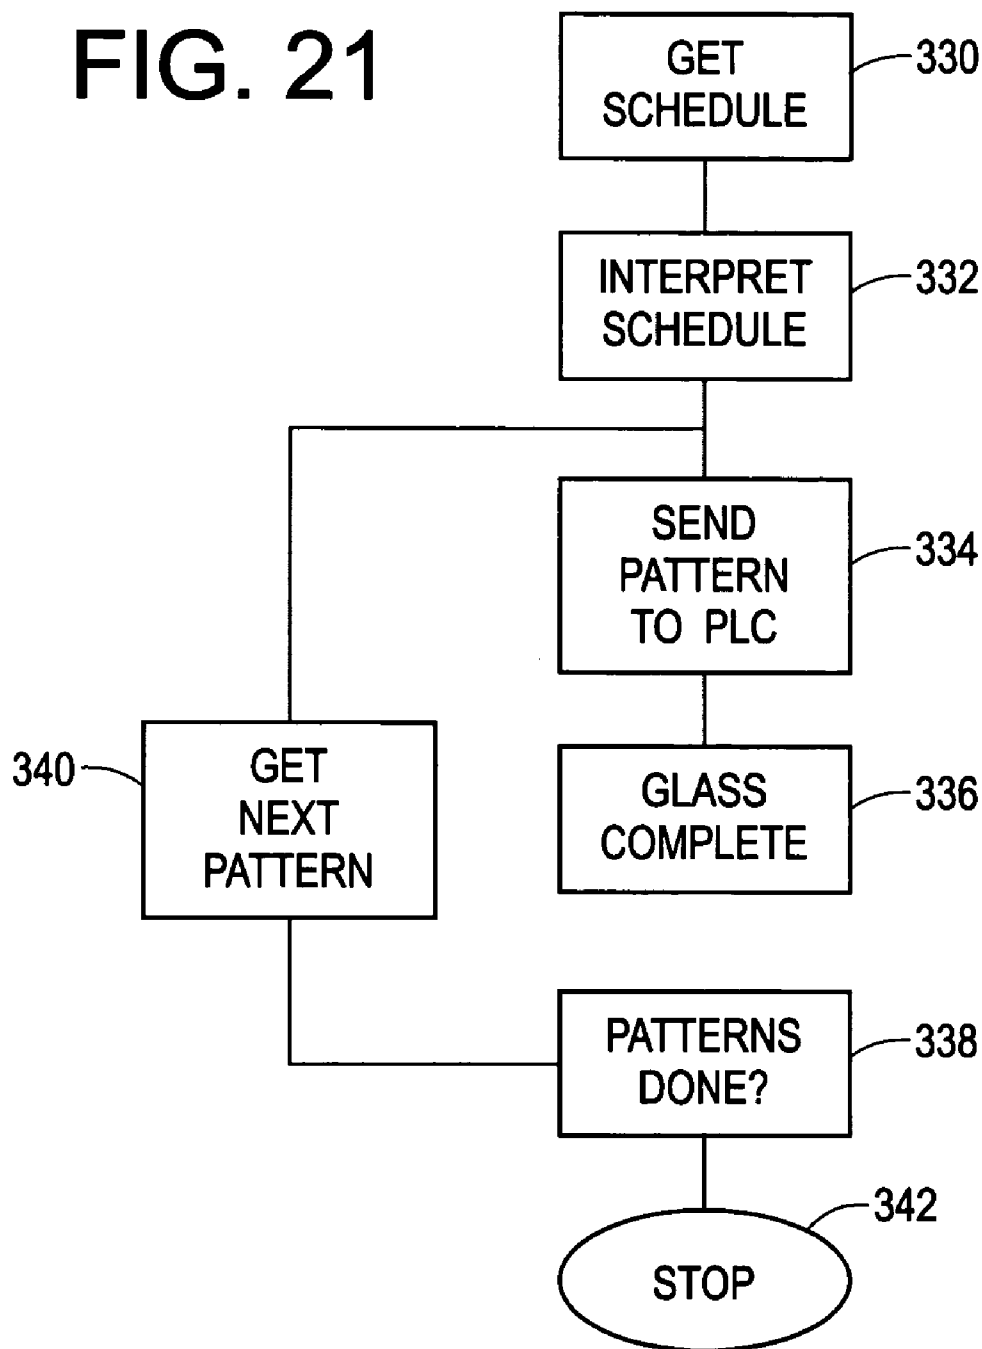 FIG. 21
GET
SCHEDULE
330
INTERPRET
SCHEDULE
332
SEND
PATTERN
TO PLC
334
340
GET
NEXT
PATTERN
GLASS
COMPLETE
336
PATTERNS
DONE?
338
342
STOP